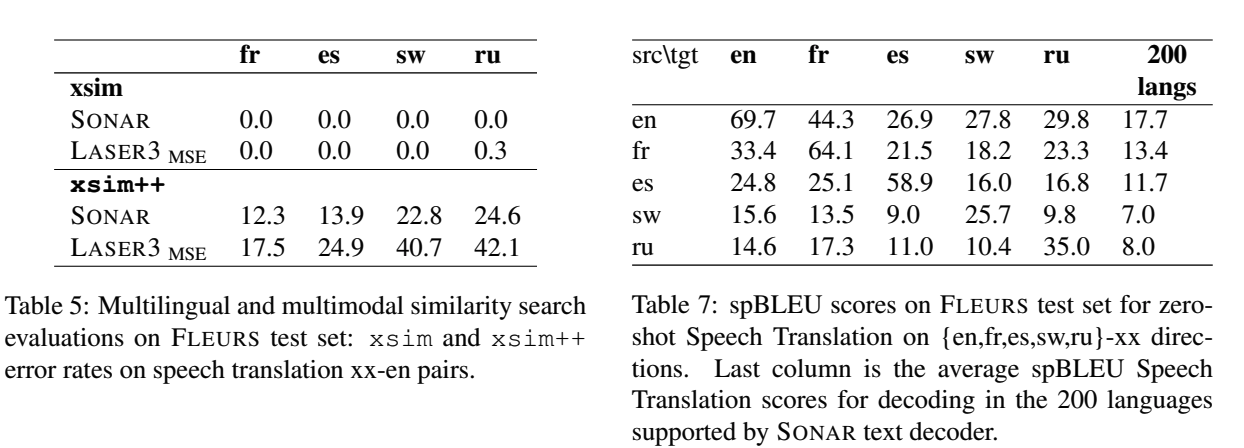 fr es sw ru
xsim
SONAR 0.0 0.0 0.0 0.0
LASER3 MSE 0.0 0.0 0.0 0.3
xsim++
SONAR 12.3 13.9 22.8 24.6
LASER3 MSE 17.5 24.9 40.7 42.1
Table 5: Multilingual and multimodal similarity search
evaluations on FLEURS test set: xsim and xsim++
error rates on speech translation xx-en pairs.
src\tgt en fr es sw ru 200
langs
en 69.7 44.3 26.9 27.8 29.8 17.7
fr 33.4 64.1 21.5 18.2 23.3 13.4
es 24.8 25.1 58.9 16.0 16.8 11.7
sw 15.6 13.5 9.0 25.7 9.8 7.0
ru 14.6 17.3 11.0 10.4 35.0 8.0
Table 7: spBLEU scores on FLEURS test set for zero-
shot Speech Translation on {en,fr,es,sw,ru}-xx direc-
tions. Last column is the average spBLEU Speech
Translation scores for decoding in the 200 languages
supported by SONAR text decoder.